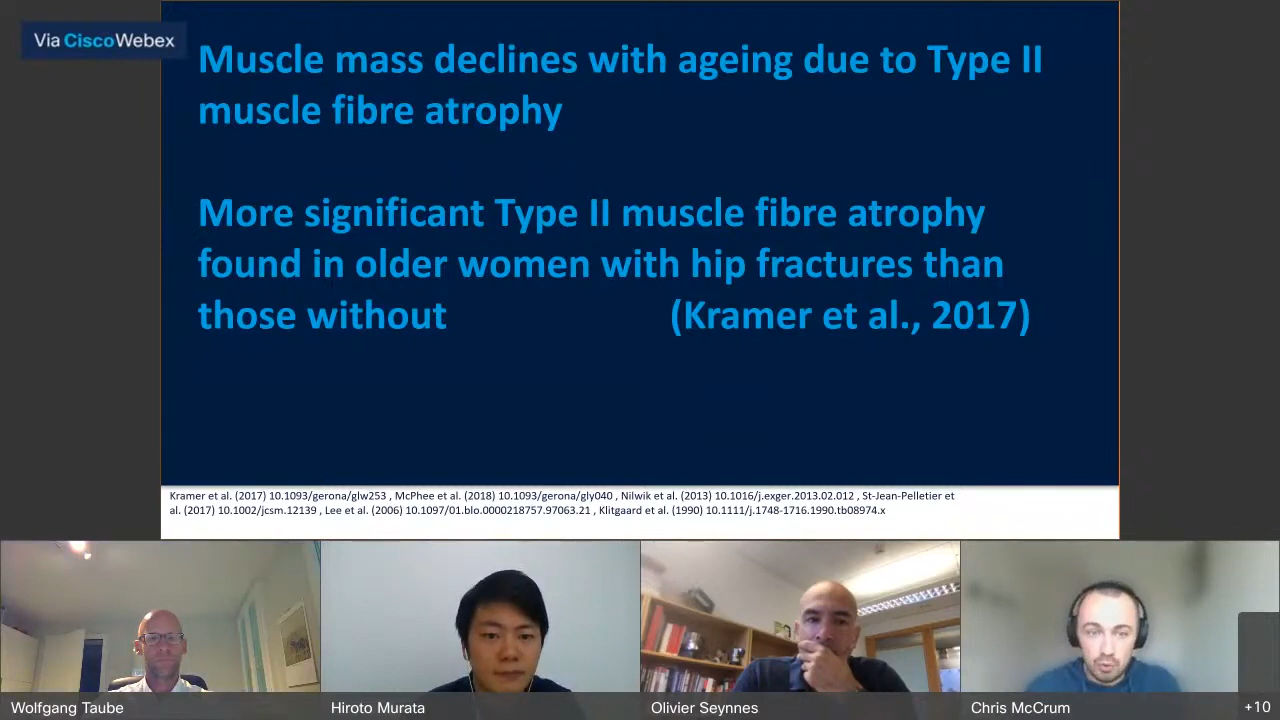 Via Cisco Webex
Muscle mass declines with ageing due to Type II
muscle fibre atrophy
More significant Type II muscle fibre atrophy
found in older women with hip fractures than
those without (Kramer et al., 2017)
Kramer et al. (2017) 10.1093/gerona/glw253 , McPhee et al. (2018) 10.1093/gerona/gly040 , Nilwik et al. (2013) 10.1016/j.exger.2013.02.012 , St-Jean-Pelletier et
al. (2017) 10.1002/jcsm.12139 , Lee et al. (2006) 10.1097/01.blo.0000218757.97063.21 , Klitgaard et al. (1990) 10.1111/j.1748-1716.1990.tb08974.x
Wolfgang Taube
Hiroto Murata
Olivier Seynnes
Chris McCrum
+10